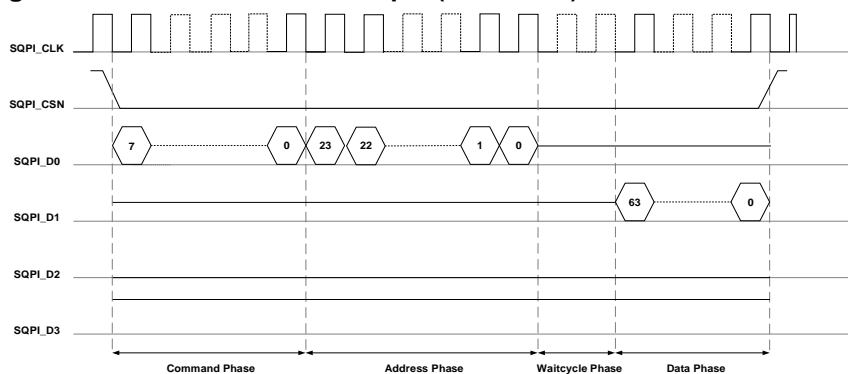 SQPI_CLK
SQPI_CSN
7 0 23 22 1 0
SQPI_D0
63 0
SQPI_D1
SQPI_D2
SQPI_D3
Command Phase Address Phase Waitcycle Phase Data Phase